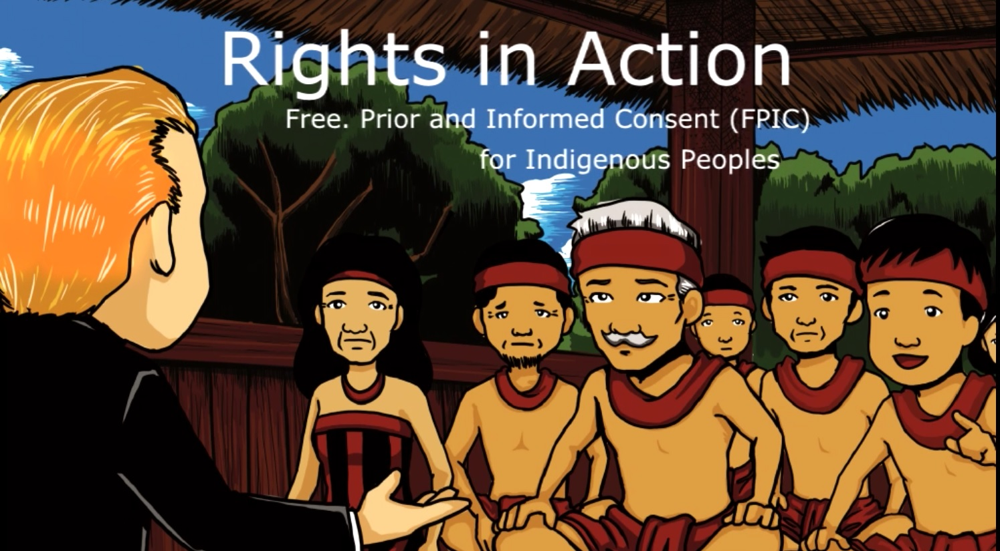 Rights in Action
Free. Prior and Informed Consent (FPIC)
for Indigenous Peoples